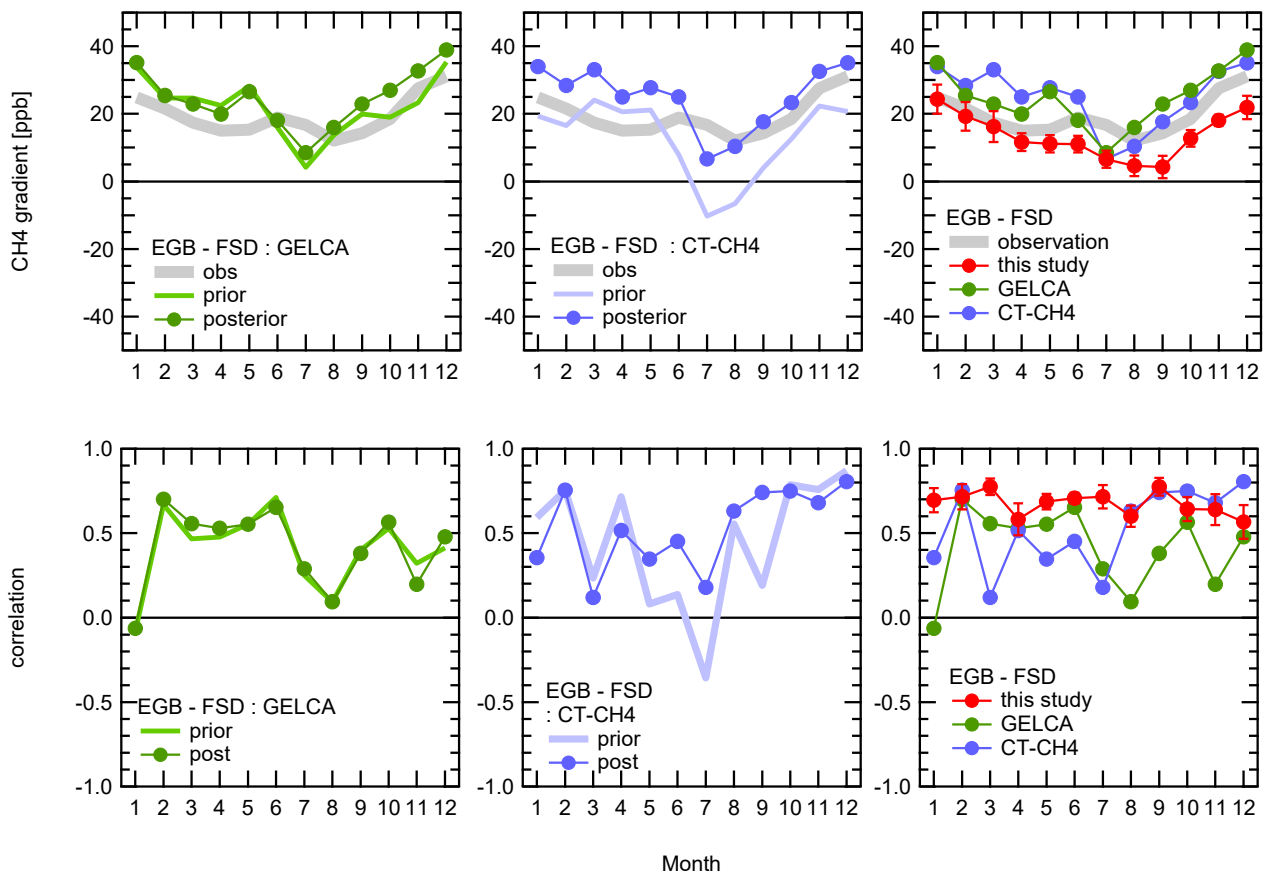 CH4 gradient [ppb]
40
20
0
-20
-40
EGB - FSD : GELCA
obs
prior
posterior
1 2 3 4 5 6 7 8 9 10 11 12
40
20
0
-20
-40
EGB - FSD : CT-CH4
obs
prior
posterior
1 2 3 4 5 6 7 8 9 10 11 12
40
20
0
-20
-40
EGB - FSD
observation
this study
GELCA
CT-CH4
1 2 3 4 5 6 7 8 9 10 11 12
correlation
1.0
0.5
0.0
-0.5
-1.0
EGB - FSD : GELCA
prior
post
1 2 3 4 5 6 7 8 9 10 11 12
1.0
0.5
0.0
-0.5
-1.0
EGB - FSD
: CT-CH4
prior
post
1 2 3 4 5 6 7 8 9 10 11 12
1.0
0.5
0.0
-0.5
-1.0
EGB - FSD
this study
GELCA
CT-CH4
1 2 3 4 5 6 7 8 9 10 11 12
Month